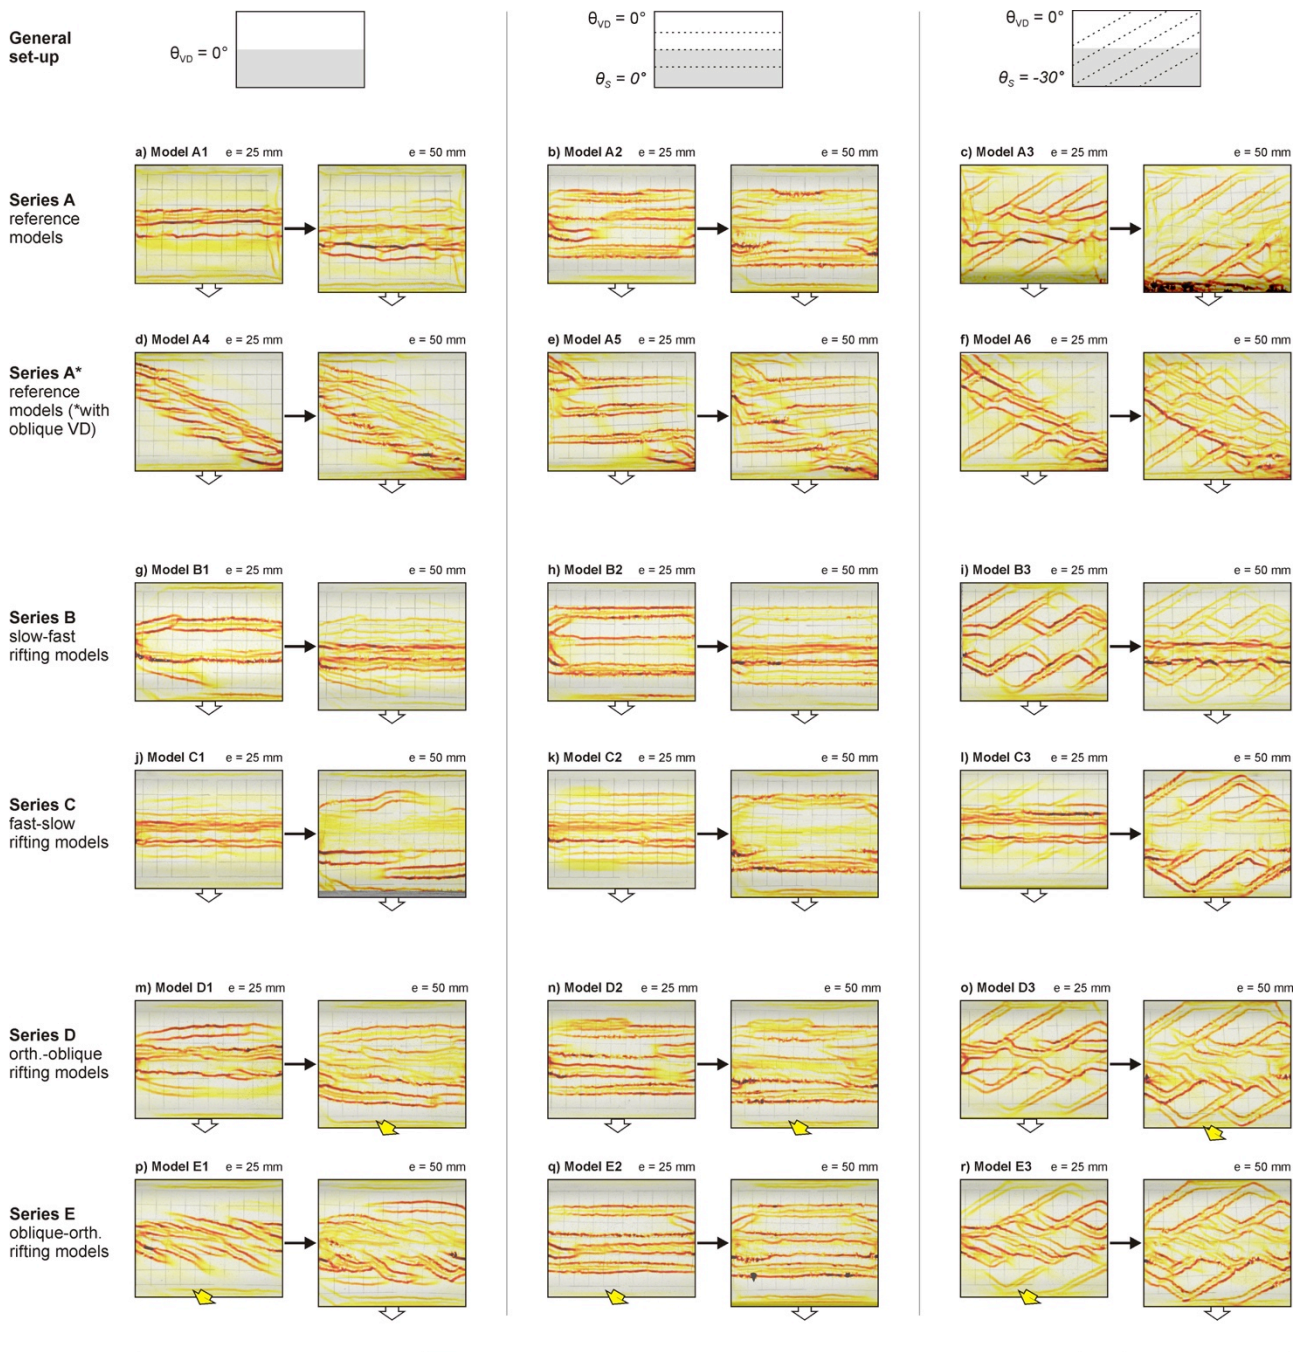 General
set-up
θVD = 0°
θVD = 0°
θS = 0°
θVD = 0°
θS = -30°
Series A
reference
models
a) Model A1 e = 25 mm e = 50 mm
b) Model A2 e = 25 mm e = 50 mm
c) Model A3 e = 25 mm e = 50 mm
Series A*
reference
models (*with
oblique VD)
d) Model A4 e = 25 mm e = 50 mm
e) Model A5 e = 25 mm e = 50 mm
f) Model A6 e = 25 mm e = 50 mm
Series B
slow-fast
rifting models
g) Model B1 e = 25 mm e = 50 mm
h) Model B2 e = 25 mm e = 50 mm
i) Model B3 e = 25 mm e = 50 mm
Series C
fast-slow
rifting models
j) Model C1 e = 25 mm e = 50 mm
k) Model C2 e = 25 mm e = 50 mm
l) Model C3 e = 25 mm e = 50 mm
Series D
orth.-oblique
rifting models
m) Model D1 e = 25 mm e = 50 mm
n) Model D2 e = 25 mm e = 50 mm
o) Model D3 e = 25 mm e = 50 mm
Series E
oblique-orth.
rifting models
p) Model E1 e = 25 mm e = 50 mm
q) Model E2 e = 25 mm e = 50 mm
r) Model E3 e = 25 mm e = 50 mm